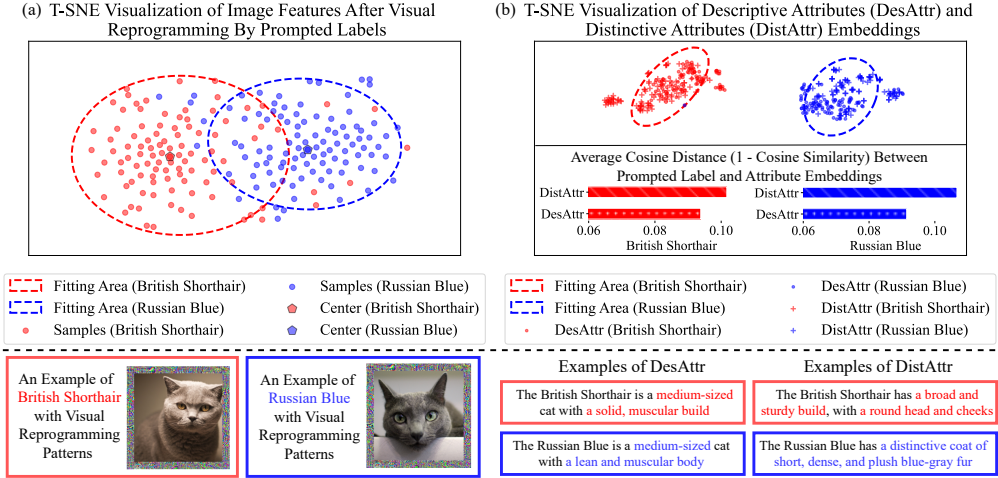 (a) T-SNE Visualization of Image Features After Visual
Reprogramming By Prompted Labels
(b) T-SNE Visualization of Descriptive Attributes (DesAttr) and
Distinctive Attributes (DistAttr) Embeddings
Average Cosine Distance (1 - Cosine Similarity) Between
Prompted Label and Attribute Embeddings
DistAttr
DesAttr
0.06 0.08 0.10
British Shorthair
DistAttr
DesAttr
0.06 0.08 0.10
Russian Blue
Fitting Area (British Shorthair)
Fitting Area (Russian Blue)
Samples (British Shorthair)
Samples (Russian Blue)
Center (British Shorthair)
Center (Russian Blue)
Fitting Area (British Shorthair)
Fitting Area (Russian Blue)
DesAttr (British Shorthair)
DesAttr (Russian Blue)
DistAttr (British Shorthair)
DistAttr (Russian Blue)
An Example of
British Shorthair
with Visual
Reprogramming
Patterns
An Example of
Russian Blue
with Visual
Reprogramming
Patterns
Examples of DesAttr
The British Shorthair is a medium-sized
cat with a solid, muscular build
The Russian Blue is a medium-sized cat
with a lean and muscular body
Examples of DistAttr
The British Shorthair has a broad and
sturdy build, with a round head and cheeks
The Russian Blue has a distinctive coat of
short, dense, and plush blue-gray fur